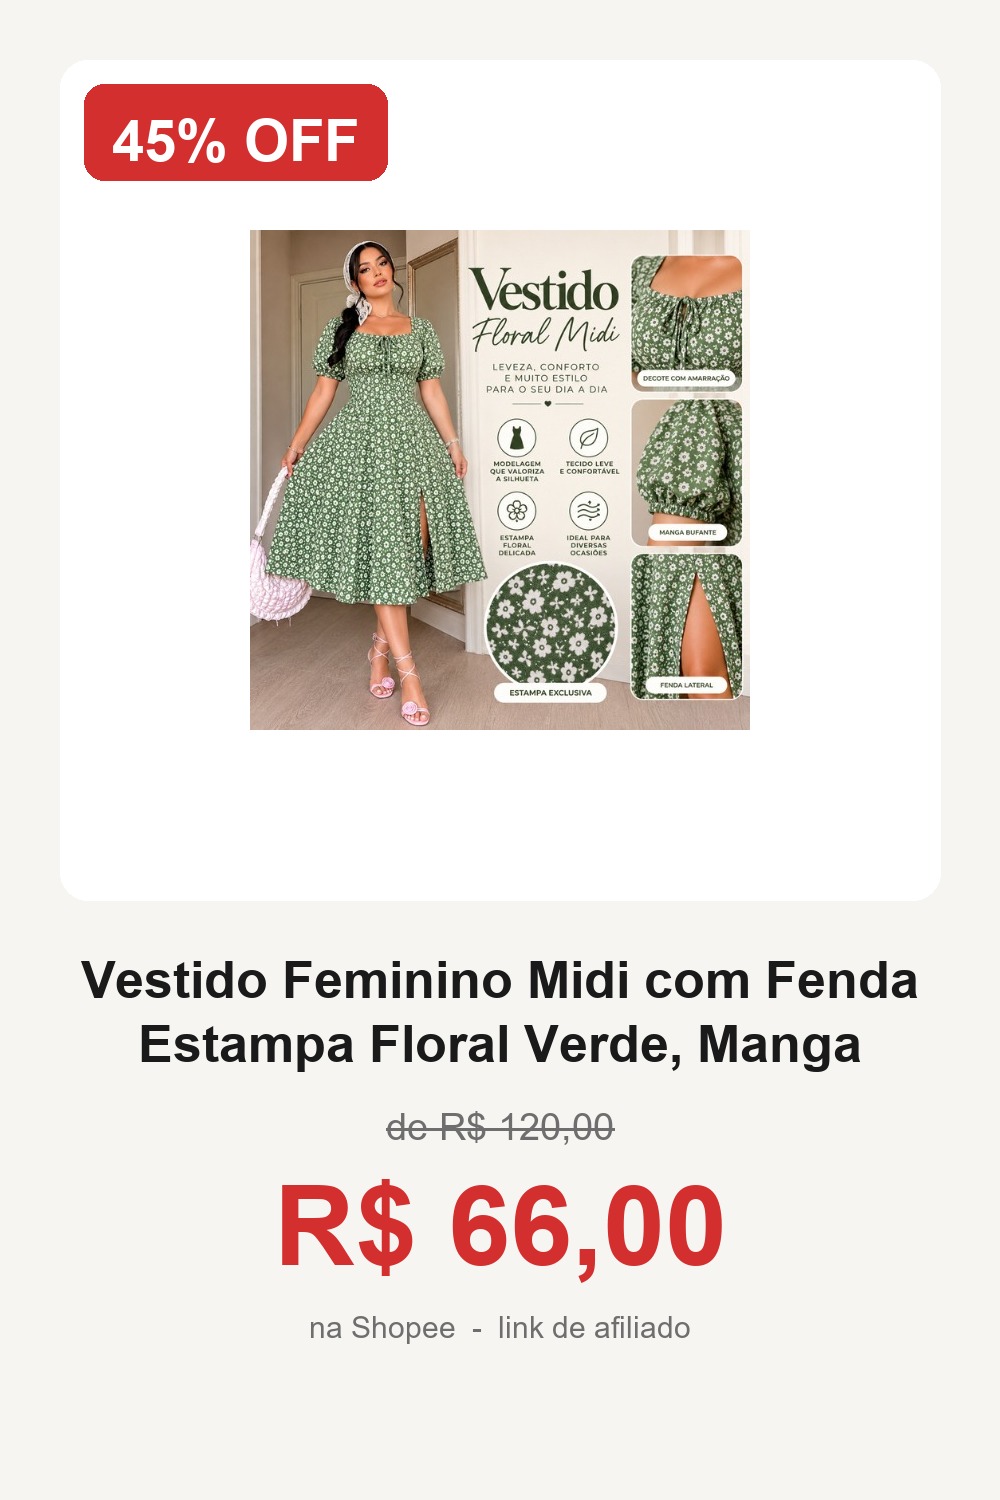 45% OFF
Vestido
Floral Midi
LEVEZA, CONFORTO
E MUITO ESTILO
PARA O SEU DIA A DIA
MODELAGEM
QUE VALORIZA
A SILHUETA
TECIDO LEVE
E CONFORTÁVEL
ESTAMPA
FLORAL
DELICADA
IDEAL PARA
DIVERSAS
OCASIÕES
ESTAMPA EXCLUSIVA
DECOTE COM AMARRAÇÃO
MANGA BUFANTE
FENDA LATERAL
Vestido Feminino Midi com Fenda
Estampa Floral Verde, Manga
de R$ 120,00
R$ 66,00
na Shopee - link de afiliado